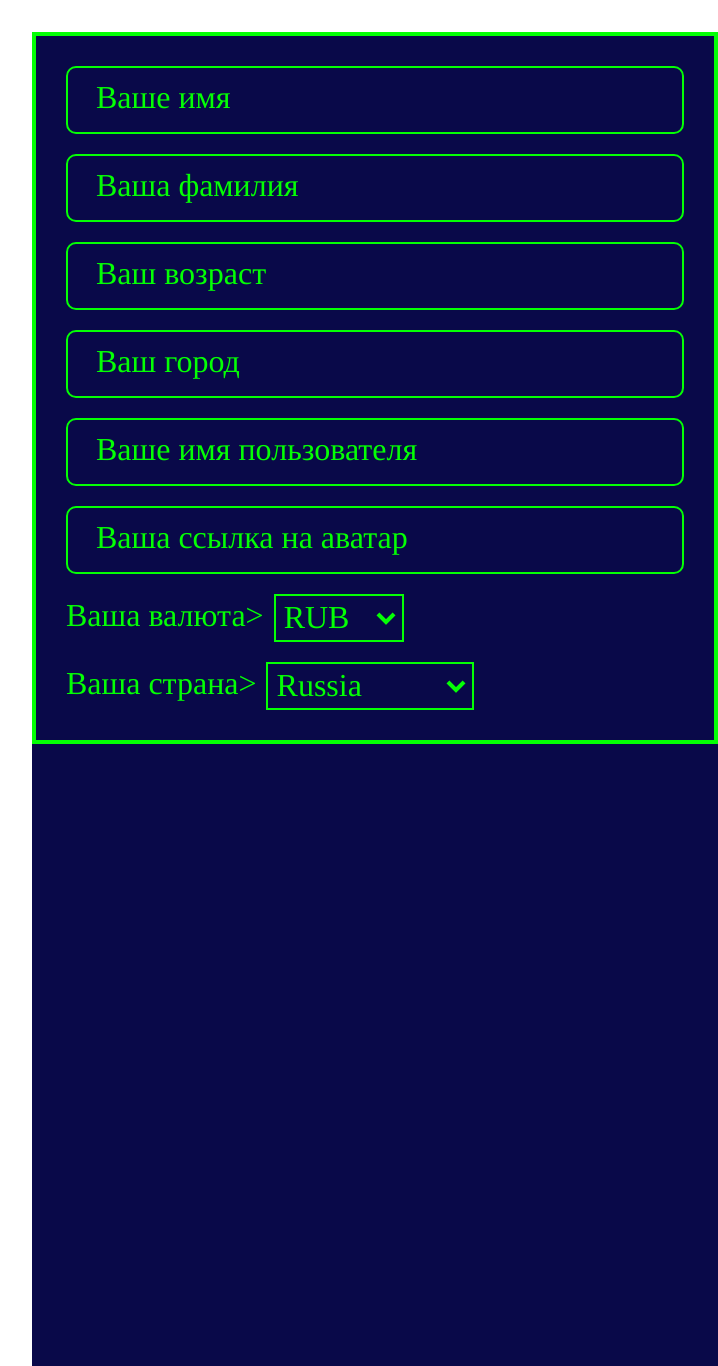 Ваше имя
Ваша фамилия
Ваш возраст
Ваш город
Ваше имя пользователя
Ваша ссылка на аватар
Ваша валюта> RUB
Ваша страна> Russia